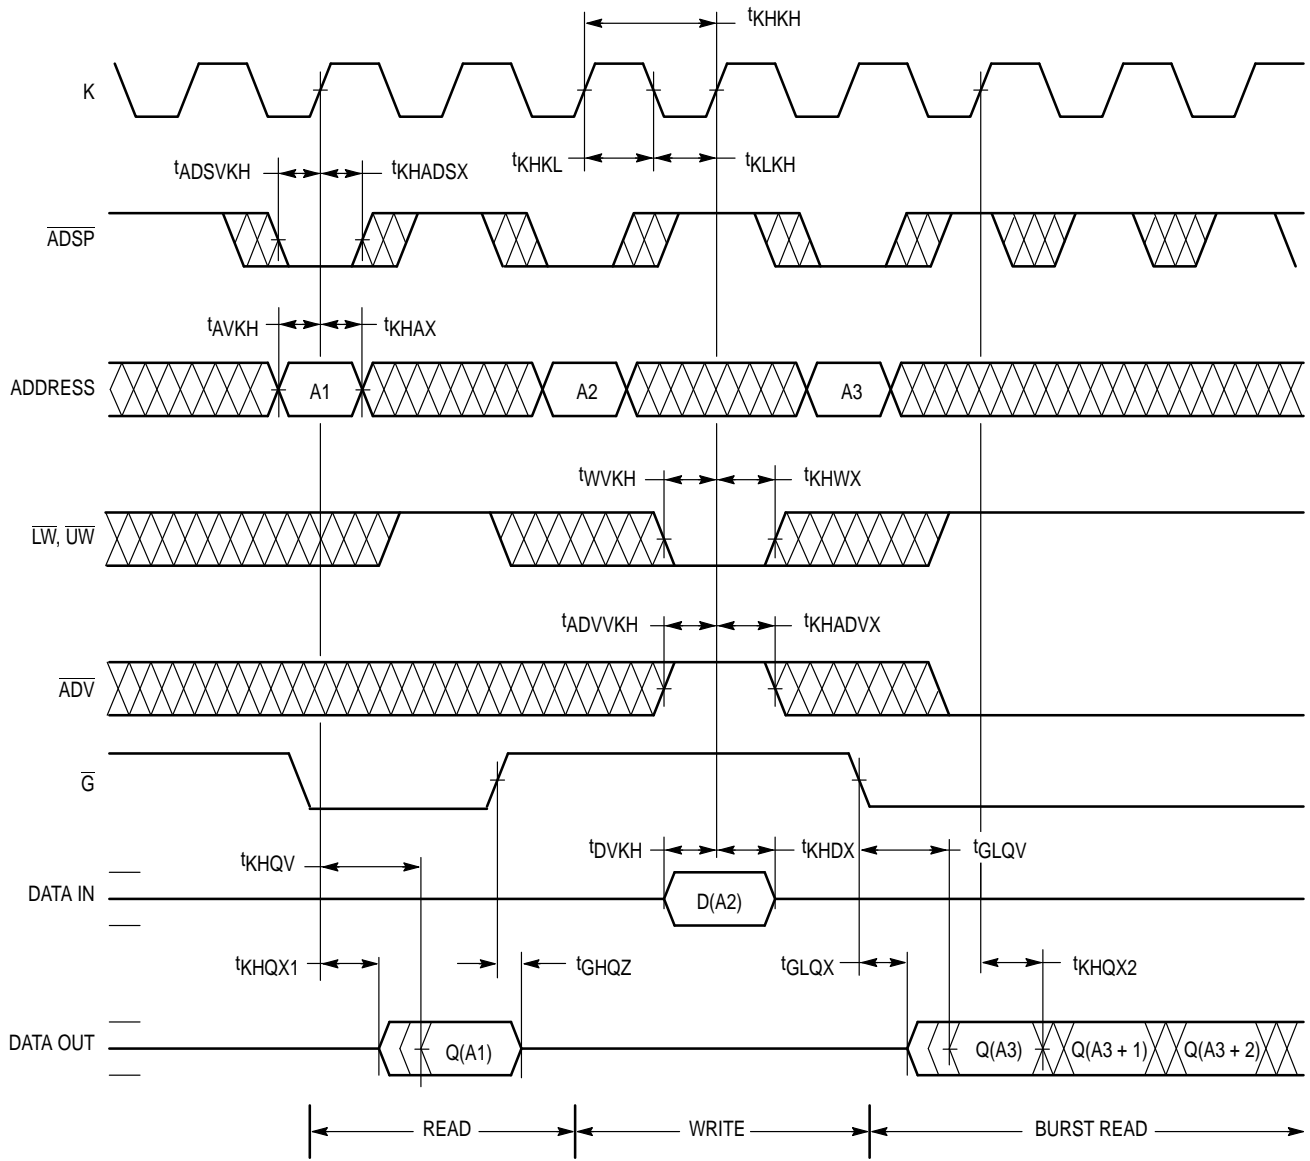 tKHKH
K
tADSVKH tKHADSX tKHKL tKLKH
ADSP
tAVKH tKHAX
ADDRESS A1 A2 A3
tWVKH tKHWX
LW, UW
tADVVKH tKHADVX
ADV
G
tKHQV tDVKH tKHDX tGLQV
DATA IN D(A2)
tKHQX1 tGHQZ tGLQX tKHQX2
DATA OUT Q(A1) Q(A3) Q(A3 + 1) Q(A3 + 2)
READ WRITE BURST READ